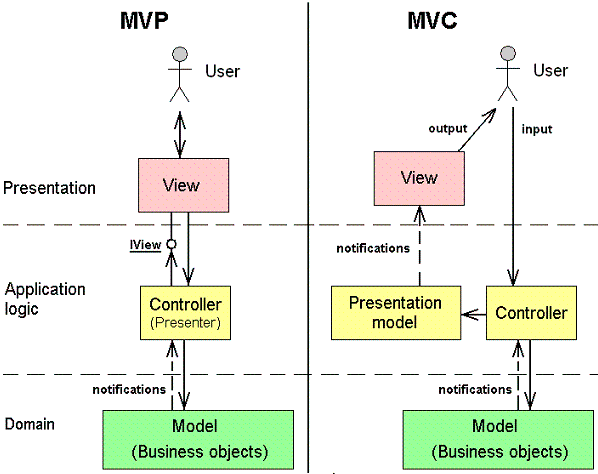 MVP
MVC
User
User
output
input
Presentation
View
View
IView
notifications
Application
logic
Controller
(Presenter)
Presentation
model
Controller
notifications
notifications
Domain
Model
(Business objects)
Model
(Business objects)